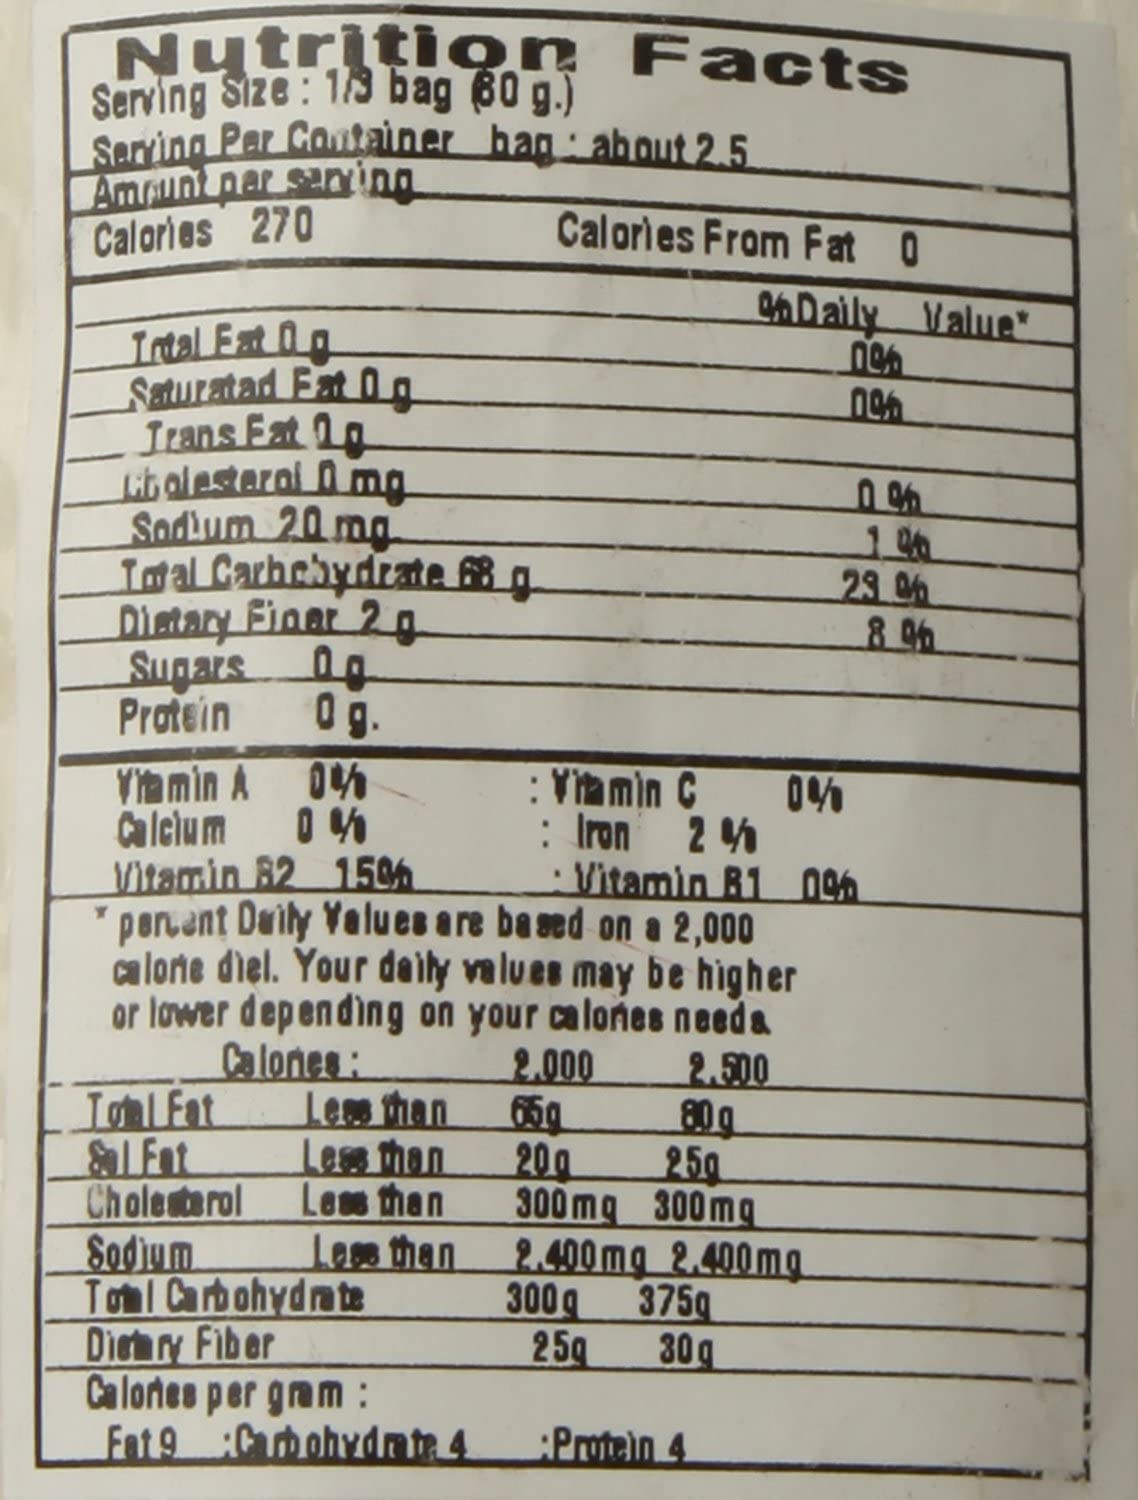 Nutrition Facts
Serving Size : 1/3 bag (80 g.)
Serving Per Container bag : about 2.5
Amount per serving
Calories 270 Calories From Fat 0
%Daily Value*
Total Fat 0 g 0%
Saturatad Fat 0 g 0%
Trans Fat 0 g
Cholesterol 0 mg 0 %
Sodium 20 mg 1 %
Total Carbohydrate 68 g 23 %
Dietary Finer 2 g 8 %
Sugars 0 g
Protein 0 g.
Vitamin A 0% : Vitamin C 0%
Calcium 0 % : Iron 2 %
Vitamin B2 15% : Vitamin B1 0%
* percent Daily Values are based on a 2,000
calorie diel. Your daily values may be higher
or lower depending on your calories needs.
Calories : 2,000 2,500
Total Fat Less than 65g 80g
Sal Fat Less than 20g 25g
Cholesterol Less than 300mg 300mg
Sodium Less than 2,400mg 2,400mg
Total Carbohydrate 300g 375g
Dietary Fiber 25g 30g
Calories per gram :
Fat 9 :Carbohydrate 4 :Protein 4